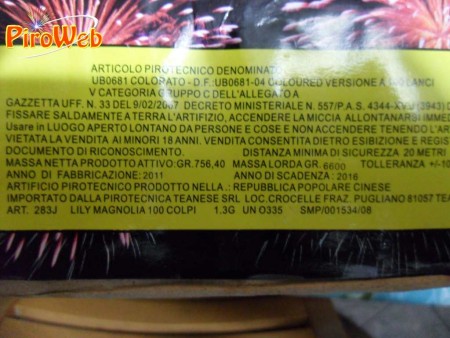 PiroWeb
ARTICOLO PIROTECNICO DENOMINATO
UB0681 COLOPATO - D.F. UB0681-04 COLOURED VERSIONE A
V CATEGORIA GRUPPO C DELL'ALLEGATO A
GAZZETTA UFF. N. 33 DEL 9/02/2007 DECRETO MINISTERIALE N. 557/P.A.S. 4344-XV
FISSARE SALDAMENTE A TERRA L'ARTIFIZIO, ACCENDERE LA MICCIA ALLONTANARSI IMME
Usare in LUOGO APERTO LONTANO DA PERSONE E COSE E NON ACCENDERE TENENDO L'AR
VIETATA LA VENDITA AI MINORI 18 ANNI. VENDITA CONSENTITA DIETRO ESIBIZIONE E REGIS
DOCUMENTO DI RICONOSCIMENTO. DISTANZA MINIMA DI SICUREZZA 20 METRI
MASSA NETTA PRODOTTO ATTIVO: GR.756,40 MASSA LORDA GR. 6600 TOLLERANZA +/-10
ANNO DI FABBRICAZIONE: 2011 ANNO DI SCADENZA: 2016
ARTIFICIO PIROTECNICO PRODOTTO NELLA .: REPUBBLICA POPOLARE CINESE
IMPORTATO DALLA PIROTECNICA TEANESE SRL LOC.CROCELLE FRAZ. PUGLIANO 81057 TEA
ART. 283J LILY MAGNOLIA 100 COLPI 1.3G UN O335 SMP/001534/08